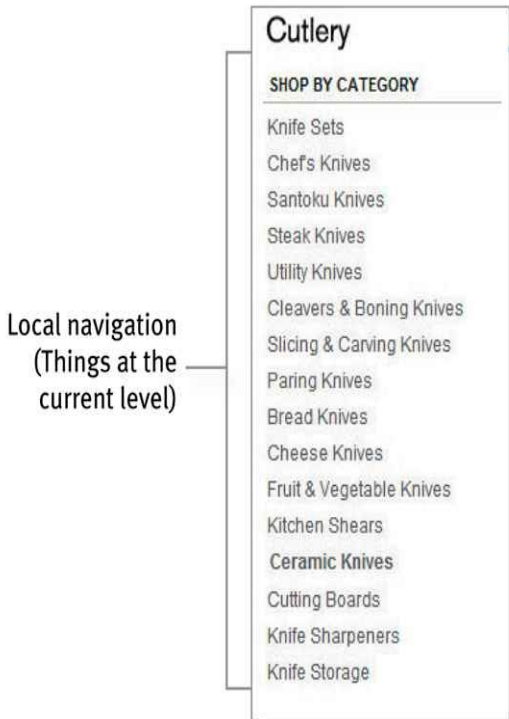 Cutlery
SHOP BY CATEGORY
Knife Sets
Chef's Knives
Santoku Knives
Steak Knives
Utility Knives
Cleavers & Boning Knives
Slicing & Carving Knives
Paring Knives
Bread Knives
Cheese Knives
Fruit & Vegetable Knives
Kitchen Shears
Ceramic Knives
Cutting Boards
Knife Sharpeners
Knife Storage
Local navigation
(Things at the
current level)